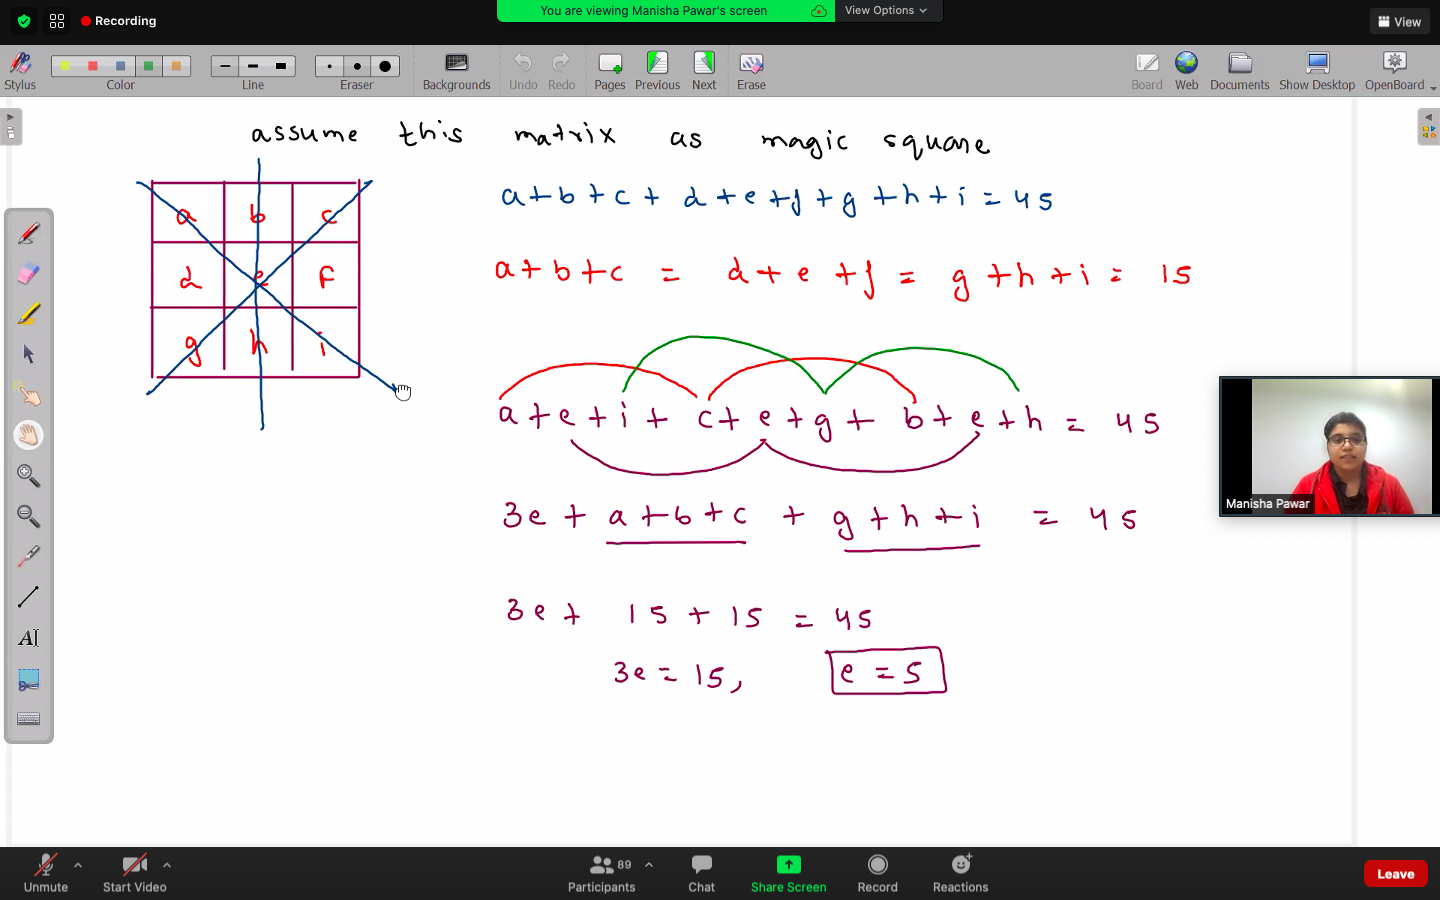 Recording
You are viewing Manisha Pawar's screen
View Options
View
Stylus
Color
Line
Eraser
Backgrounds
Undo
Redo
Pages
Previous
Next
Erase
Board
Web
Documents
Show Desktop
OpenBoard
assume this matrix as magic square
a b c
d e f
g h i
a+b+c+ d+e+f+g+h+i = 45
a+b+c = d+e+f = g+h+i = 15
a+e+i+ c+e+g+ b+e+h = 45
3e+ a+b+c + g+h+i = 45
3e+ 15+15 = 45
3e = 15, e = 5
AI
Manisha Pawar
Unmute
Start Video
89
Participants
Chat
Share Screen
Record
Reactions
Leave